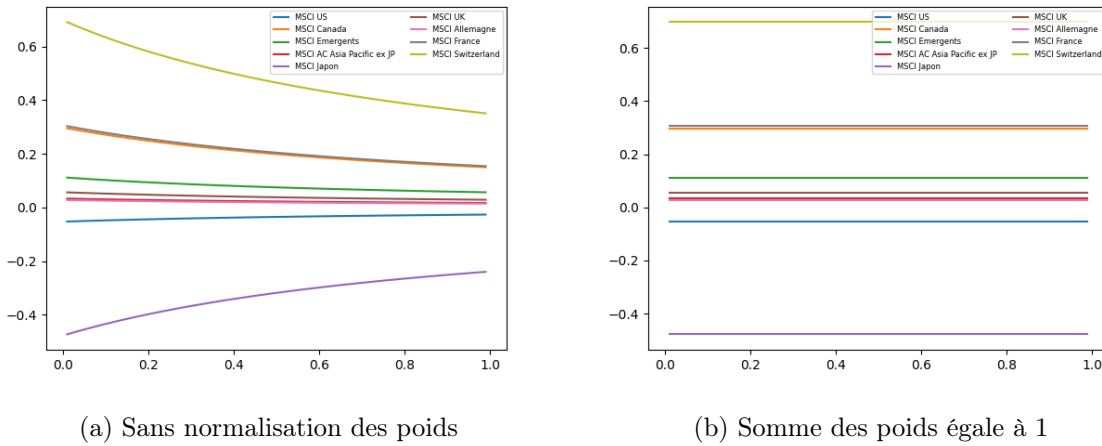 MSCI US
MSCI Canada
MSCI Emergents
MSCI AC Asia Pacific ex JP
MSCI Japon
MSCI UK
MSCI Allemagne
MSCI France
MSCI Switzerland
0.6
0.4
0.2
0.0
−0.2
−0.4
0.0 0.2 0.4 0.6 0.8 1.0
(a) Sans normalisation des poids
MSCI US
MSCI Canada
MSCI Emergents
MSCI AC Asia Pacific ex JP
MSCI Japon
MSCI UK
MSCI Allemagne
MSCI France
MSCI Switzerland
0.6
0.4
0.2
0.0
−0.2
−0.4
0.0 0.2 0.4 0.6 0.8 1.0
(b) Somme des poids égale à 1